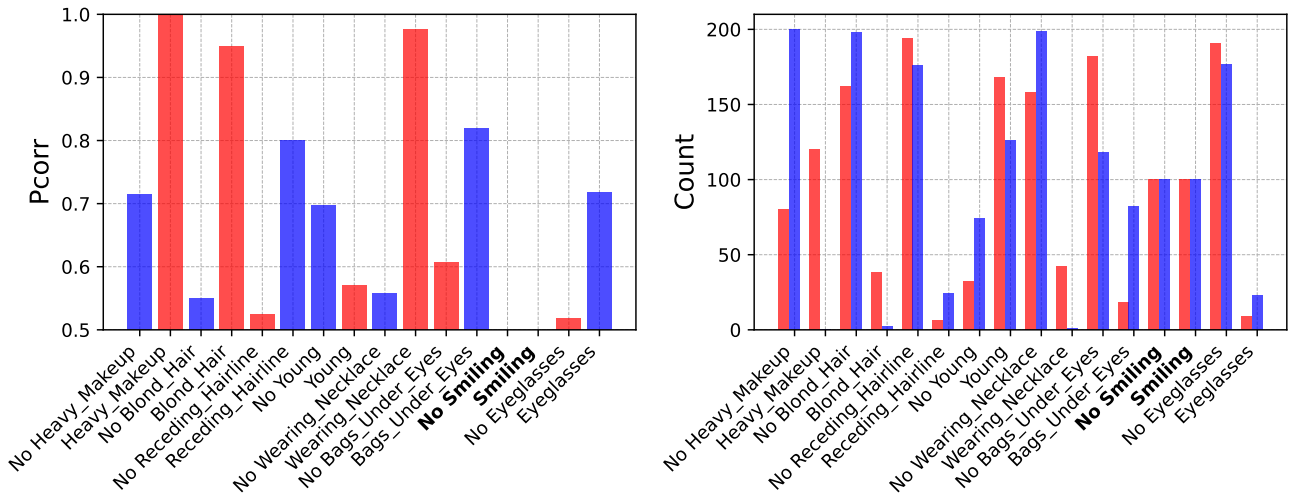 1.0
0.9
0.8
0.7
0.6
0.5
Pcorr
No Heavy_Makeup
Heavy_Makeup
No Blond_Hair
Blond_Hair
No Receding_Hairline
Receding_Hairline
No Young
Young
No Wearing_Necklace
Wearing_Necklace
No Bags_Under_Eyes
Bags_Under_Eyes
No Smiling
Smiling
No Eyeglasses
Eyeglasses
200
150
100
50
0
Count
No Heavy_Makeup
Heavy_Makeup
No Blond_Hair
Blond_Hair
No Receding_Hairline
Receding_Hairline
No Young
Young
No Wearing_Necklace
Wearing_Necklace
No Bags_Under_Eyes
Bags_Under_Eyes
No Smiling
Smiling
No Eyeglasses
Eyeglasses